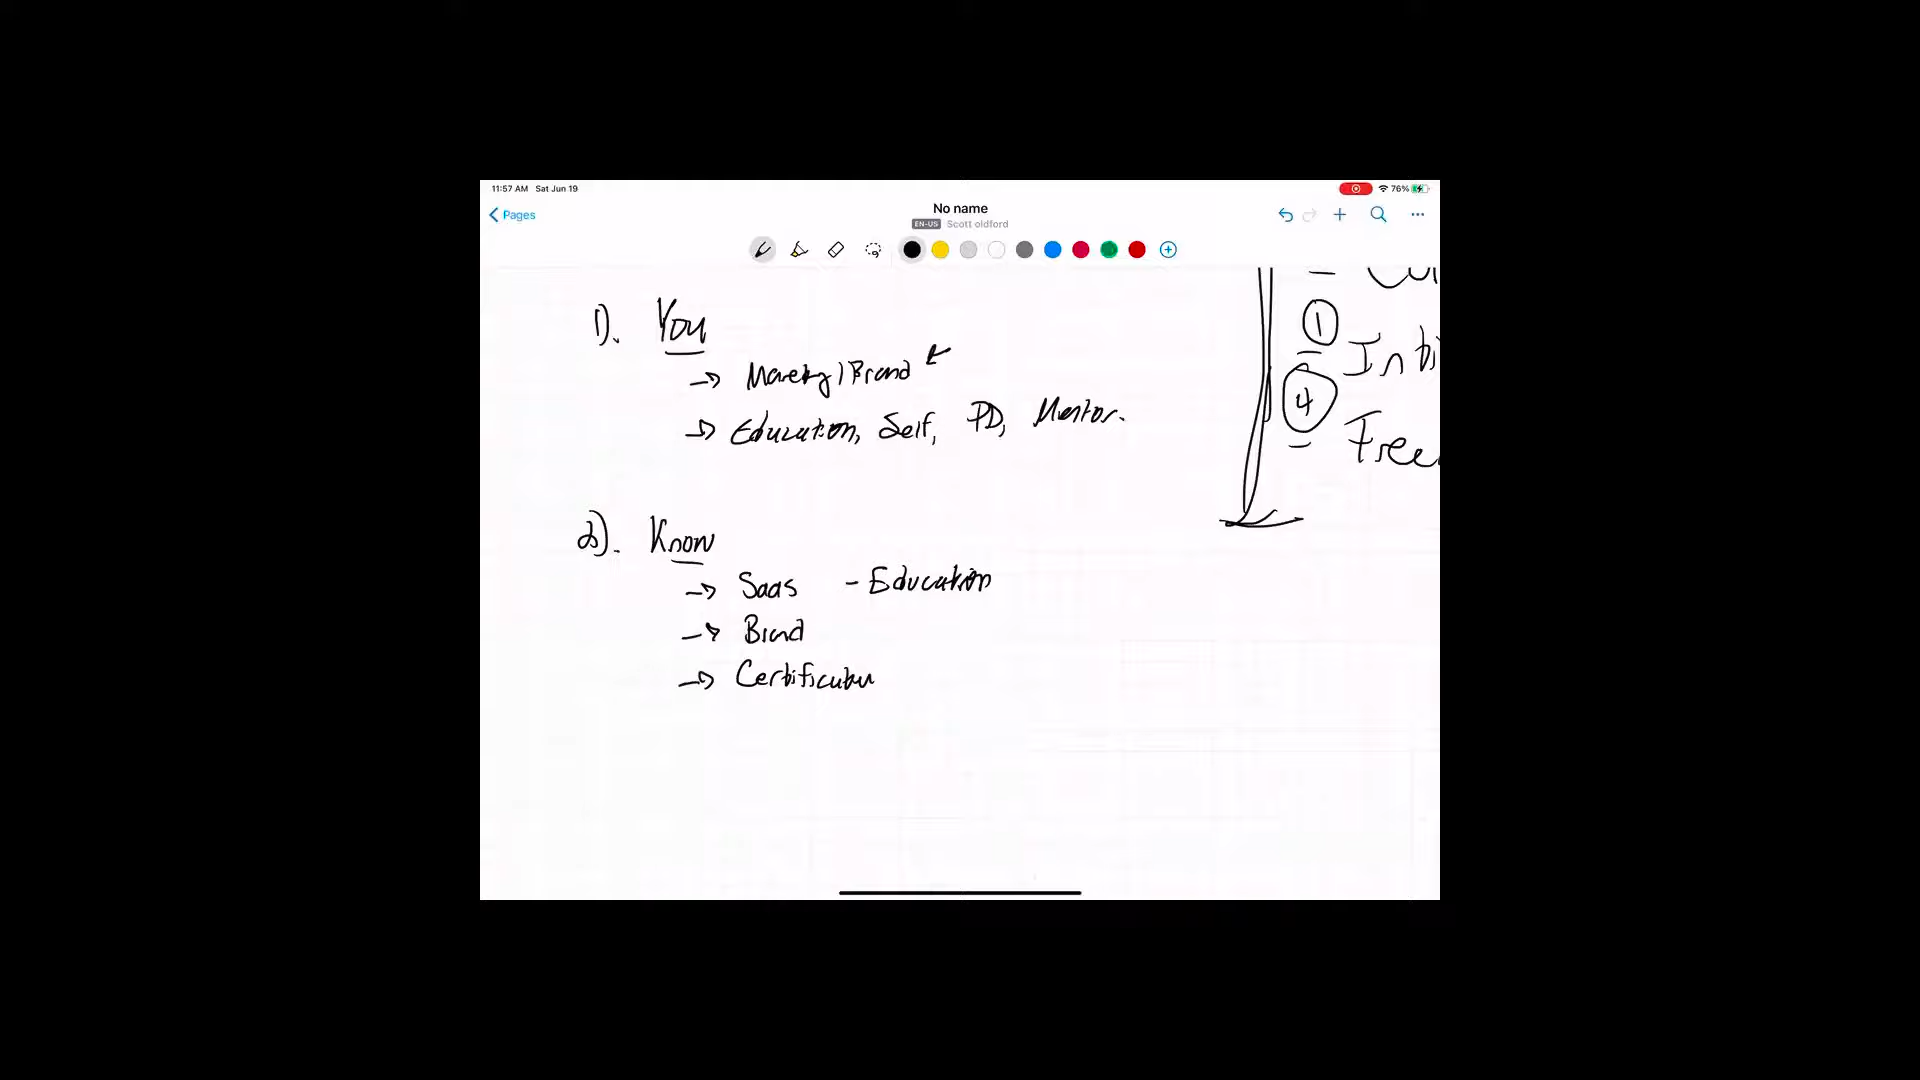 11:57 AM Sat Jun 19
76%
Pages
No name
EN-US Scott oldford
1). You
→ Marketing / Brand
→ Education, Self, PD, Mentor.
2). Know
→ Saas - Education
→ Brand
→ Certification
1
4
Free